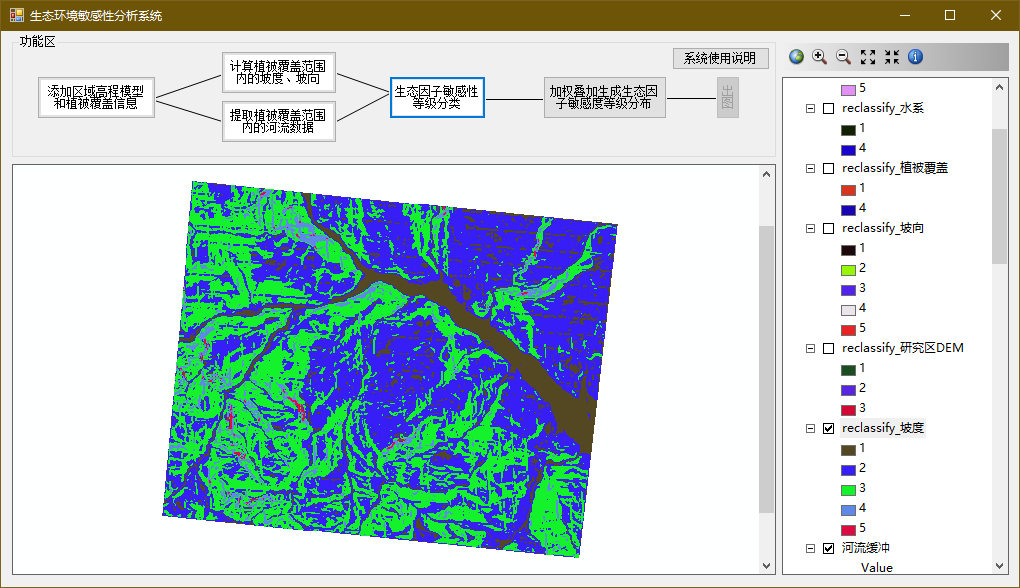 生态环境敏感性分析系统
功能区
系统使用说明
添加区域高程模型
和植被覆盖信息
计算植被覆盖范围
内的坡度、坡向
提取植被覆盖范围
内的河流数据
生态因子敏感性
等级分类
加权叠加生成生态因
子敏感度等级分布
出
图
5
reclassify_水系
1
4
reclassify_植被覆盖
1
4
reclassify_坡向
1
2
3
4
5
reclassify_研究区DEM
1
2
3
reclassify_坡度
1
2
3
4
5
河流缓冲
Value